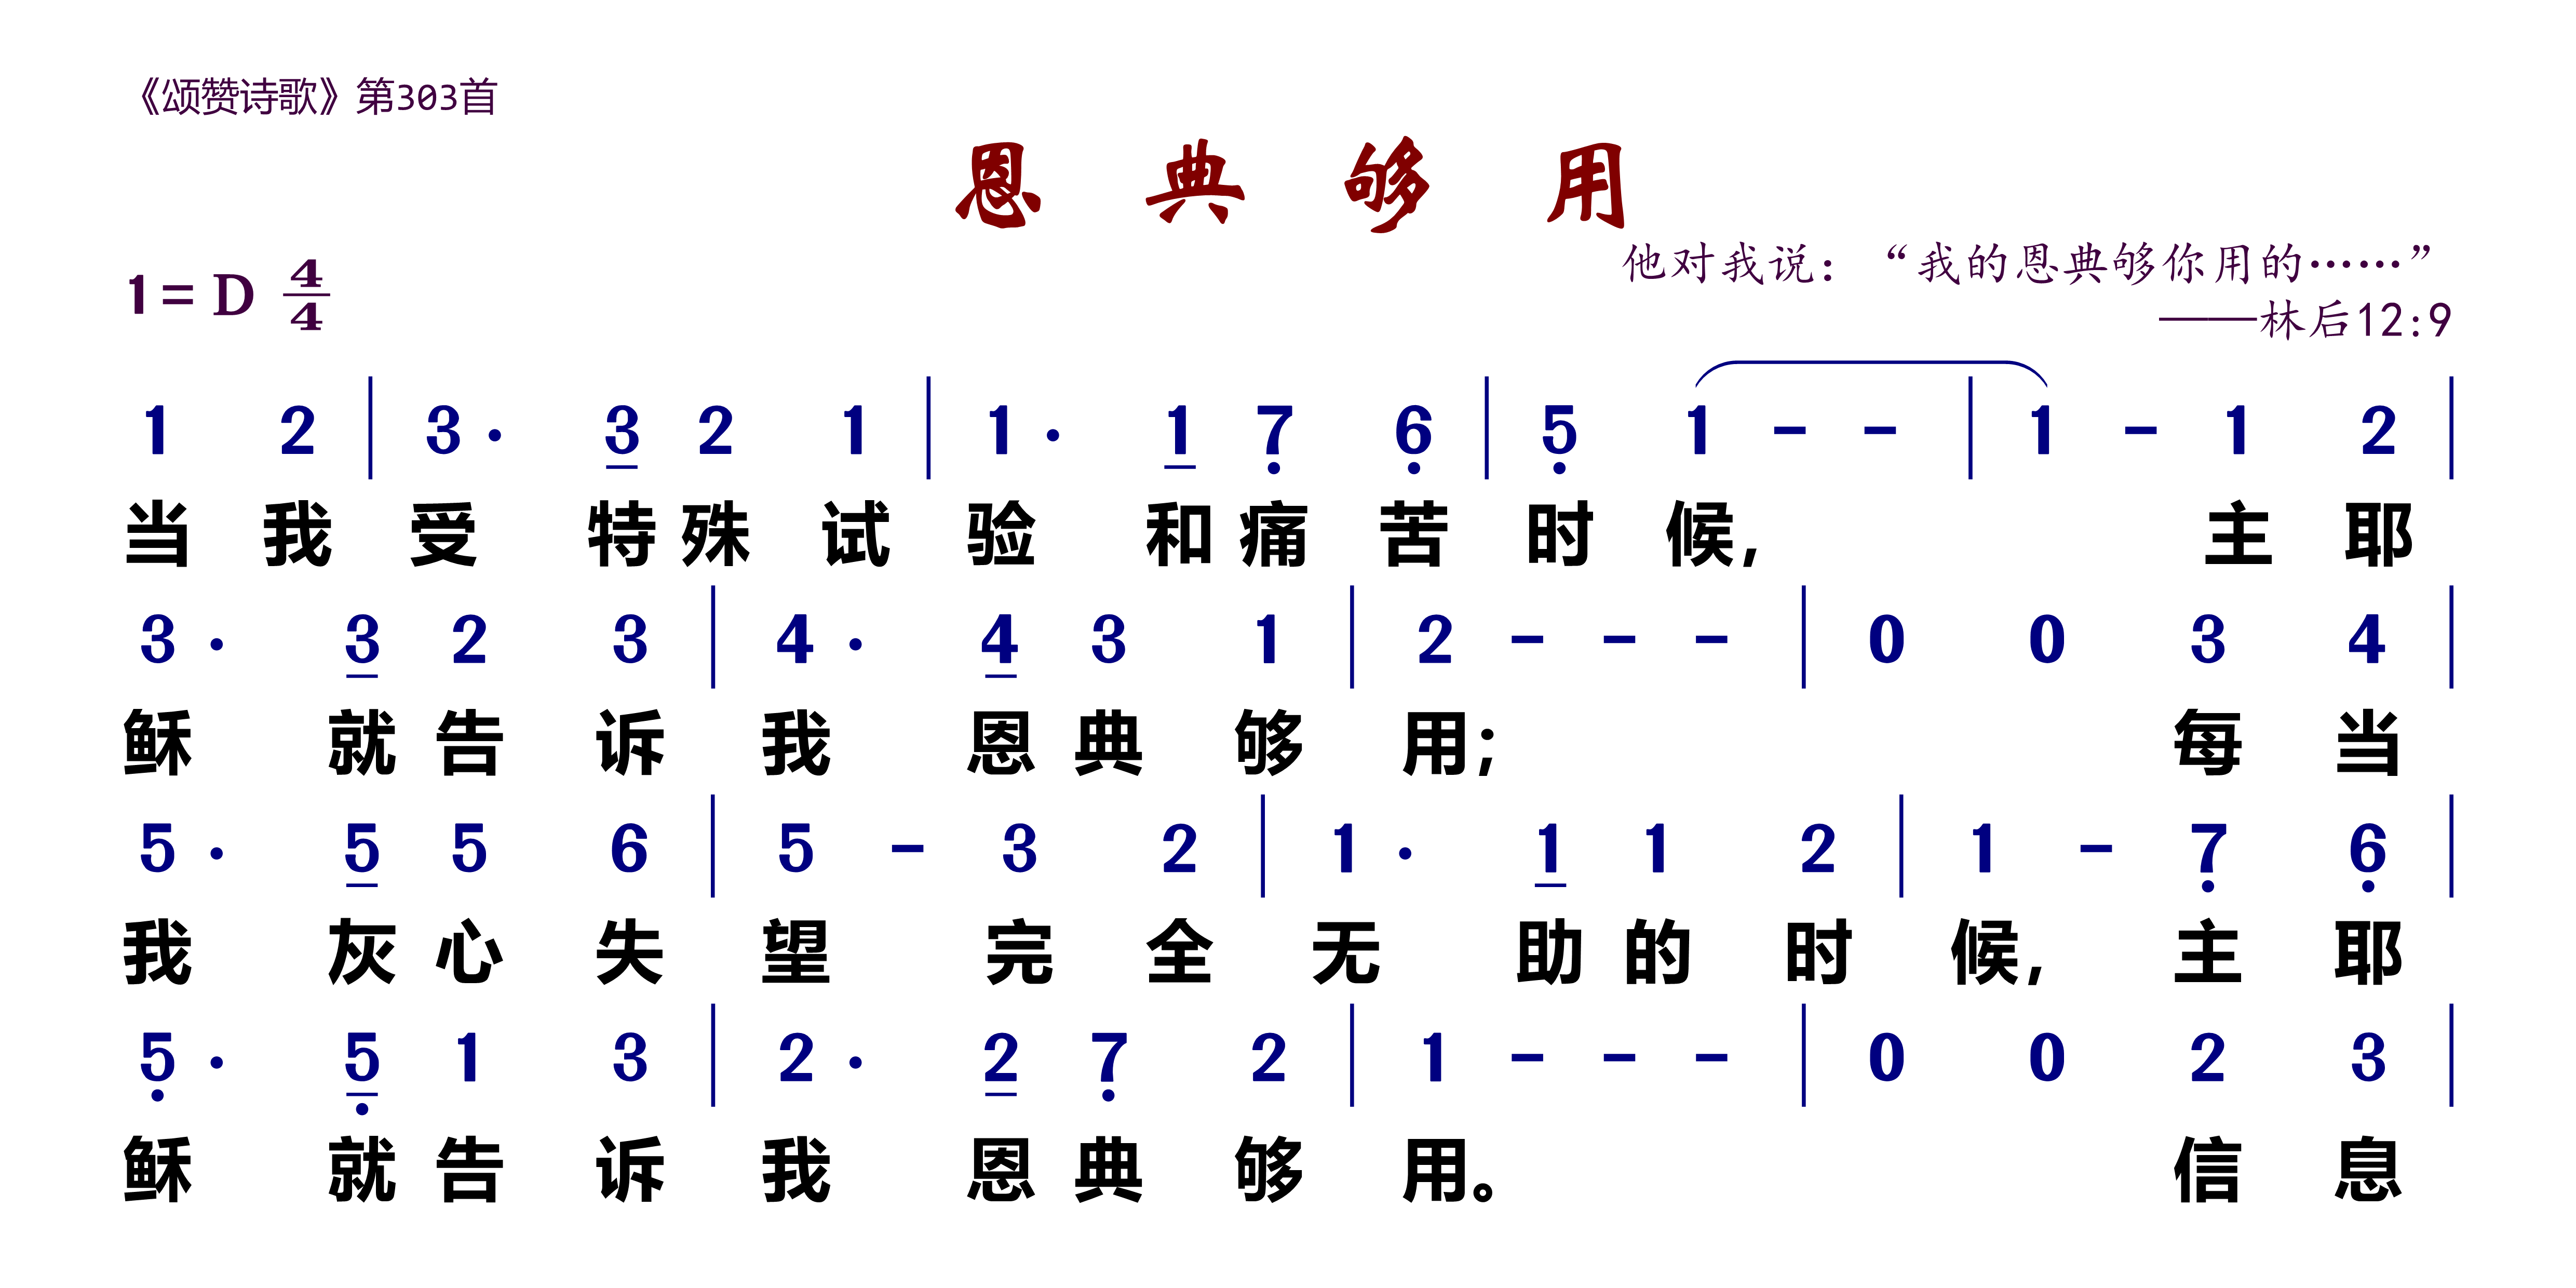 《颂赞诗歌》第303首
恩典够用
1=D 4/4
他对我说：“我的恩典够你用的……”
——林后12:9
1 2 | 3 · 3 2 1 | 1 · 1 7 6 | 5 1 - - | 1 - 1 2 |
当我受特殊试验和痛苦时候, 主耶
3 · 3 2 3 | 4 · 4 3 1 | 2 - - - | 0 0 3 4 |
稣就告诉我恩典够用; 每当
5 · 5 5 6 | 5 - 3 2 | 1 · 1 1 2 | 1 - 7 6 |
我灰心失望完全无助的时候, 主耶
5 · 5 1 3 | 2 · 2 7 2 | 1 - - - | 0 0 2 3 |
稣就告诉我恩典够用。 信息